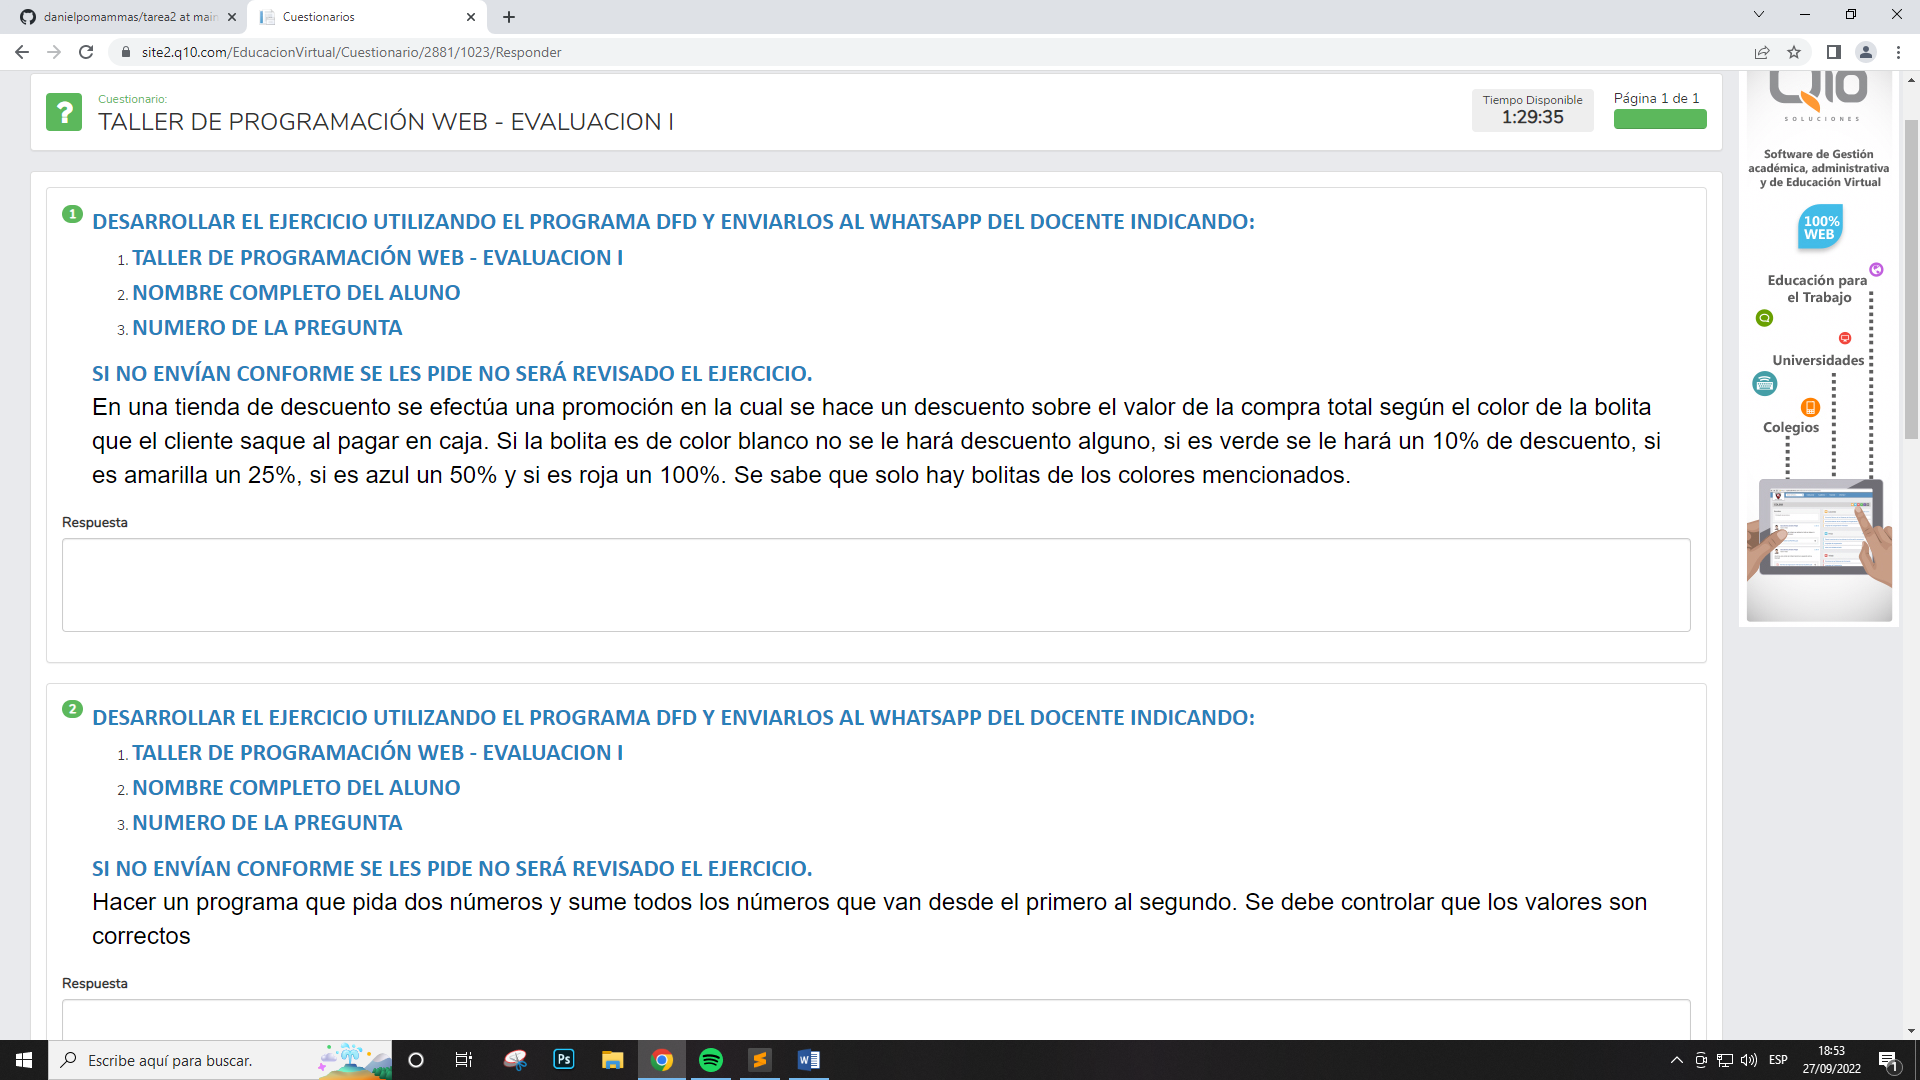 danielpomammas/tarea2 at main
Cuestionarios
site2.q10.com/EducacionVirtual/Cuestionario/2881/1023/Responder
Cuestionario:
TALLER DE PROGRAMACIÓN WEB - EVALUACION I
Tiempo Disponible
1:29:35
Página 1 de 1
1
DESARROLLAR EL EJERCICIO UTILIZANDO EL PROGRAMA DFD Y ENVIARLOS AL WHATSAPP DEL DOCENTE INDICANDO:
1. TALLER DE PROGRAMACIÓN WEB - EVALUACION I
2. NOMBRE COMPLETO DEL ALUNO
3. NUMERO DE LA PREGUNTA
SI NO ENVÍAN CONFORME SE LES PIDE NO SERÁ REVISADO EL EJERCICIO.
En una tienda de descuento se efectúa una promoción en la cual se hace un descuento sobre el valor de la compra total según el color de la bolita
que el cliente saque al pagar en caja. Si la bolita es de color blanco no se le hará descuento alguno, si es verde se le hará un 10% de descuento, si
es amarilla un 25%, si es azul un 50% y si es roja un 100%. Se sabe que solo hay bolitas de los colores mencionados.
Respuesta
2
DESARROLLAR EL EJERCICIO UTILIZANDO EL PROGRAMA DFD Y ENVIARLOS AL WHATSAPP DEL DOCENTE INDICANDO:
1. TALLER DE PROGRAMACIÓN WEB - EVALUACION I
2. NOMBRE COMPLETO DEL ALUNO
3. NUMERO DE LA PREGUNTA
SI NO ENVÍAN CONFORME SE LES PIDE NO SERÁ REVISADO EL EJERCICIO.
Hacer un programa que pida dos números y sume todos los números que van desde el primero al segundo. Se debe controlar que los valores son
correctos
Respuesta
Q10
SOLUCIONES
Software de Gestión
académica, administrativa
y de Educación Virtual
100%
WEB
Educación para
el Trabajo
Universidades
Colegios
Escribe aquí para buscar.
Ps
ESP
18:53
27/09/2022
1